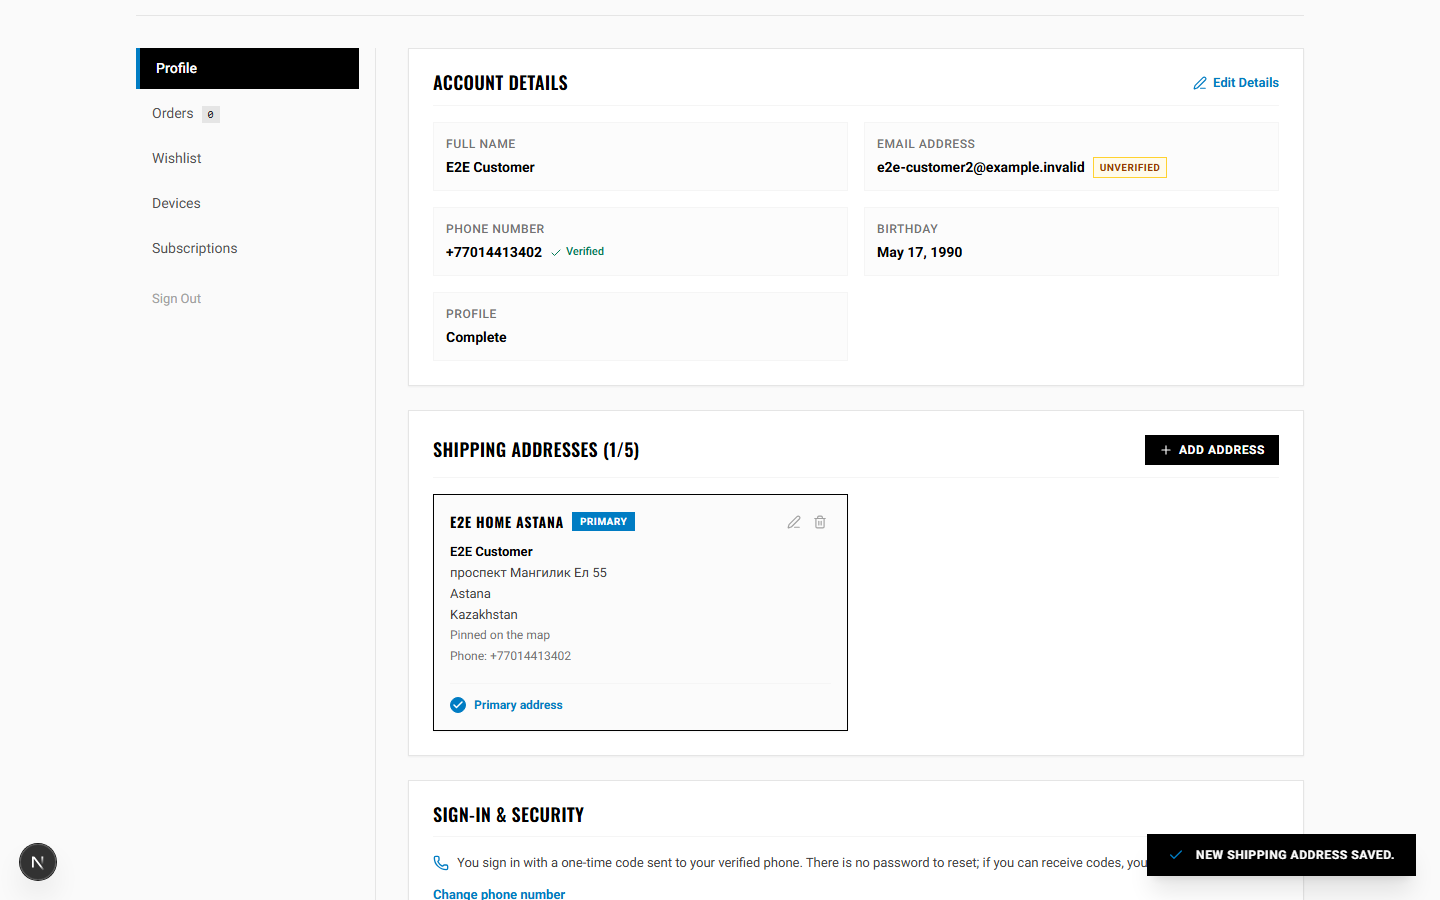 Profile
Orders 0
Wishlist
Devices
Subscriptions
Sign Out
ACCOUNT DETAILS
Edit Details
FULL NAME
E2E Customer
EMAIL ADDRESS
e2e-customer2@example.invalid UNVERIFIED
PHONE NUMBER
+77014413402 Verified
BIRTHDAY
May 17, 1990
PROFILE
Complete
SHIPPING ADDRESSES (1/5)
+ ADD ADDRESS
E2E HOME ASTANA PRIMARY
E2E Customer
проспект Мангилик Ел 55
Astana
Kazakhstan
Pinned on the map
Phone: +77014413402
Primary address
SIGN-IN & SECURITY
You sign in with a one-time code sent to your verified phone. There is no password to reset; if you can receive codes, you
Change phone number
NEW SHIPPING ADDRESS SAVED.
N